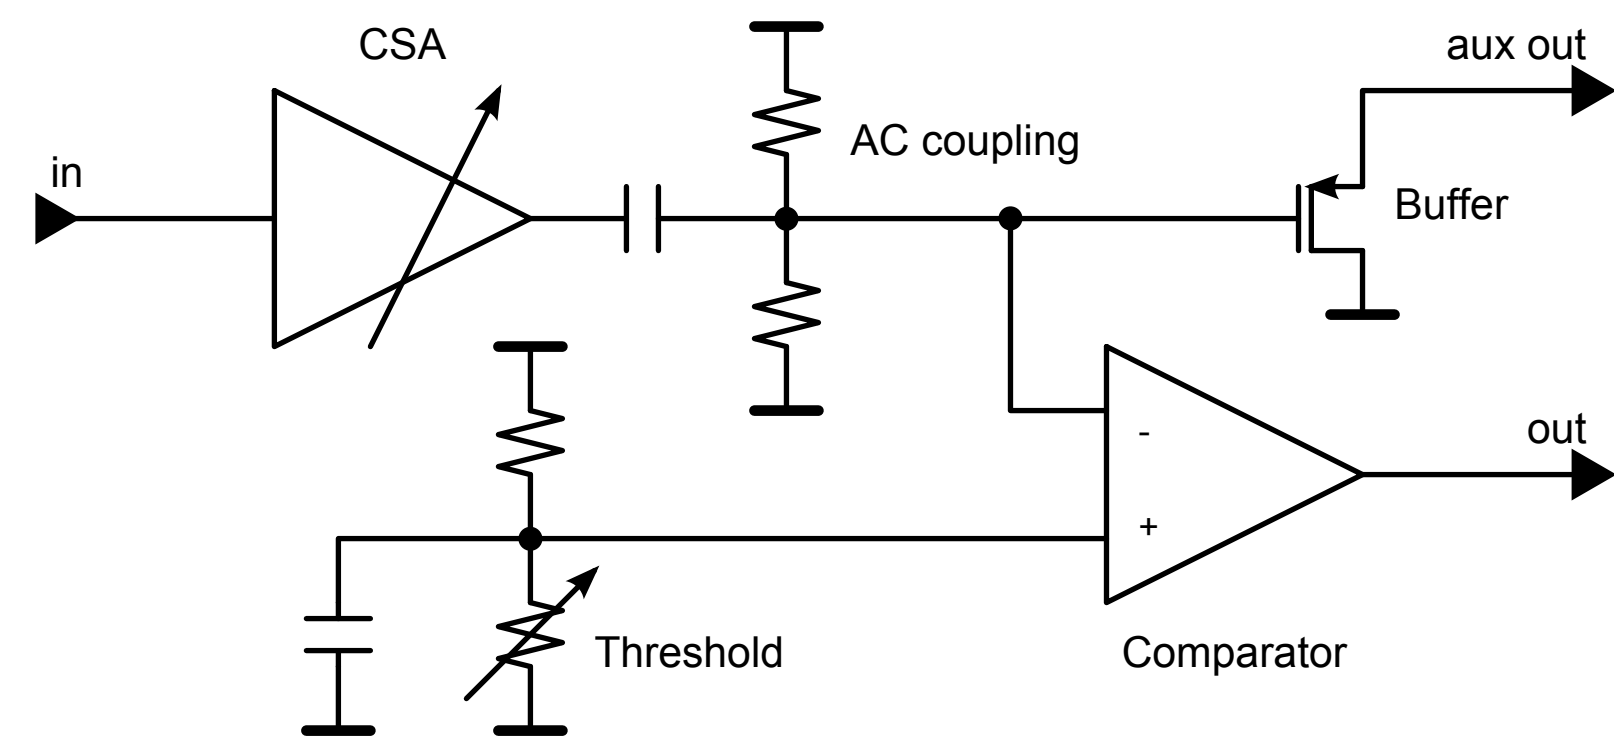 CSA
aux out
in
AC coupling
Buffer
-
+
out
Threshold
Comparator